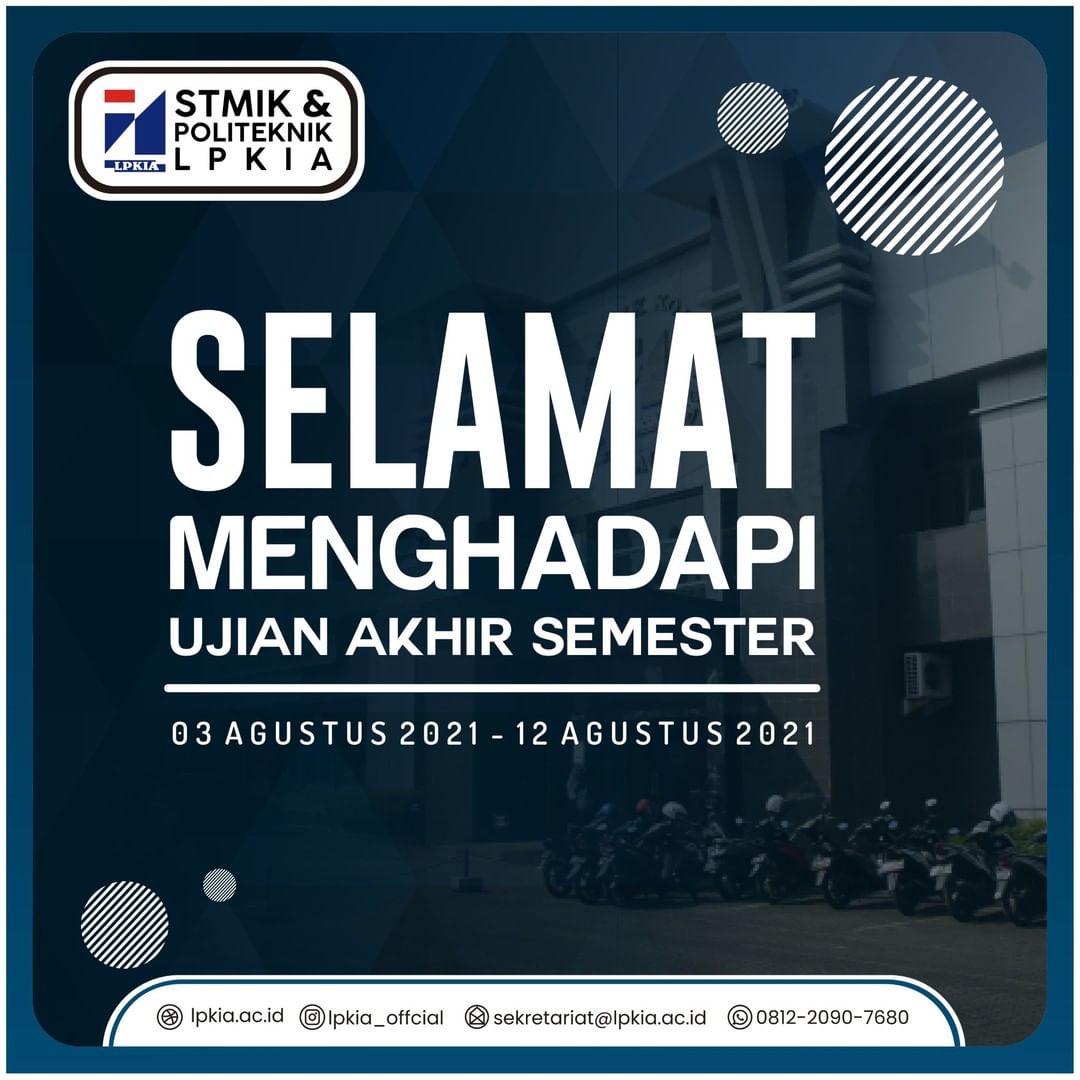 STMIK &
POLITEKNIK
LPKIA
LPKIA
SELAMAT
MENGHADAPI
UJIAN AKHIR SEMESTER
03 AGUSTUS 2021 - 12 AGUSTUS 2021
lpkia.ac.id lpkia_offcial sekretariat@lpkia.ac.id 0812-2090-7680